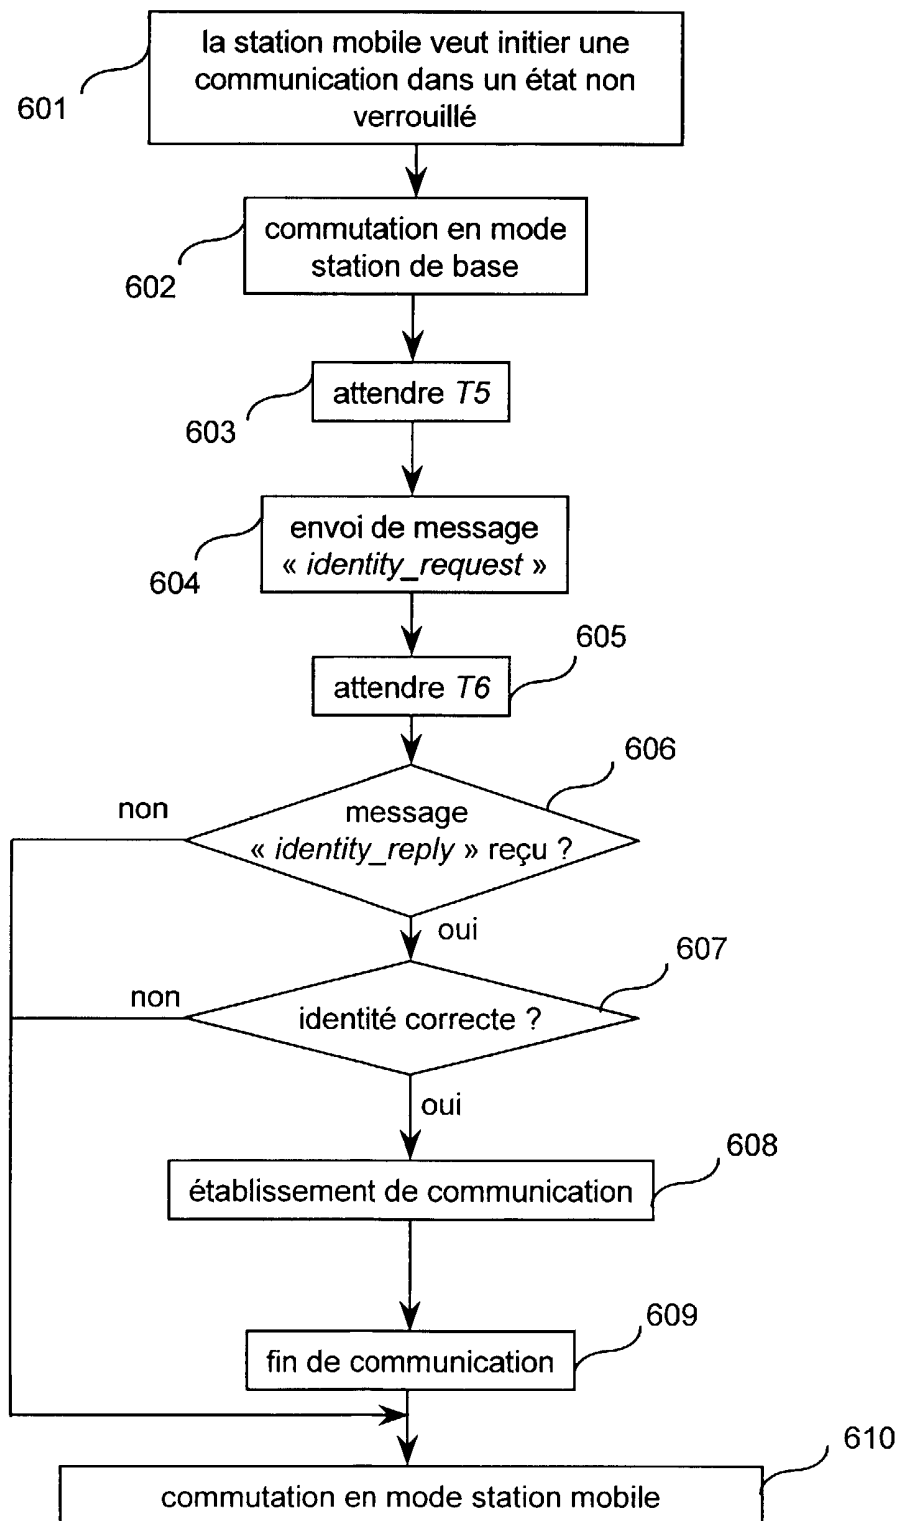 la station mobile veut initier une
communication dans un état non
verrouillé
601
commutation en mode
station de base
602
attendre T5
603
envoi de message
« identity_request »
604
605
attendre T6
606
non
message
« identity_reply » reçu ?
oui
607
non
identité correcte ?
oui
608
établissement de communication
609
fin de communication
610
commutation en mode station mobile